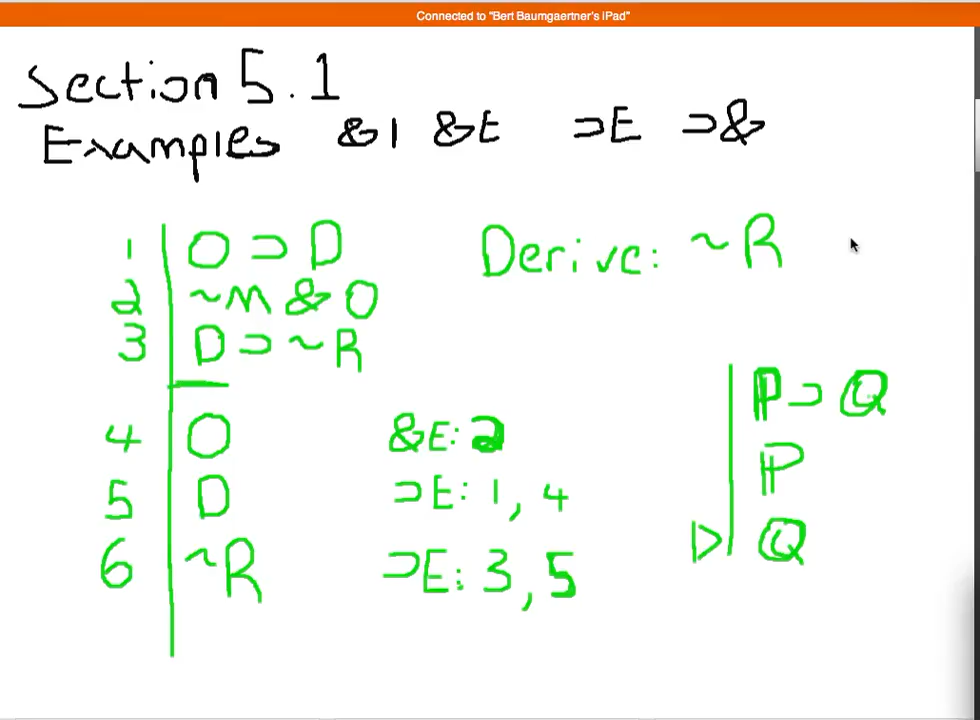 Connected to "Bert Baumgaertner's iPad"
Section 5.1
Examples &I &E ⊃E ⊃&
Derive: ~R
1 O ⊃ D
2 ~M & O
3 D ⊃ ~R
4 O &E: 2
5 D ⊃E: 1, 4
6 ~R ⊃E: 3, 5
P ⊃ Q
P
▷ Q